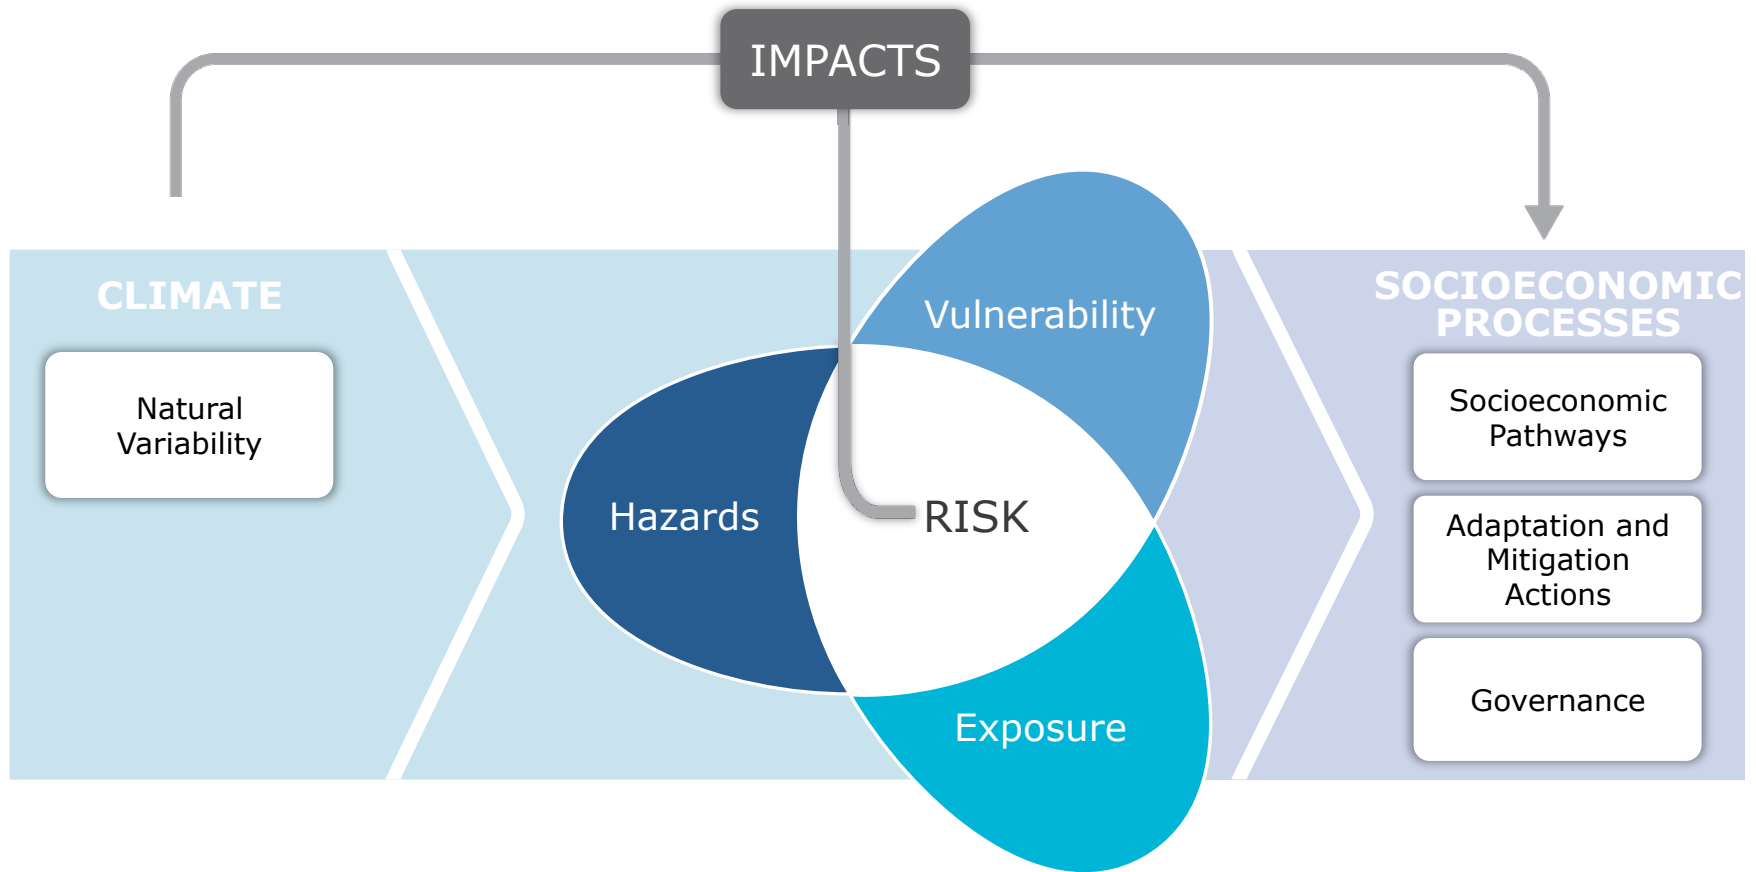 IMPACTS
CLIMATE
Natural
Variability
Vulnerability
Hazards
RISK
Exposure
SOCIOECONOMIC
PROCESSES
Socioeconomic
Pathways
Adaptation and
Mitigation
Actions
Governance